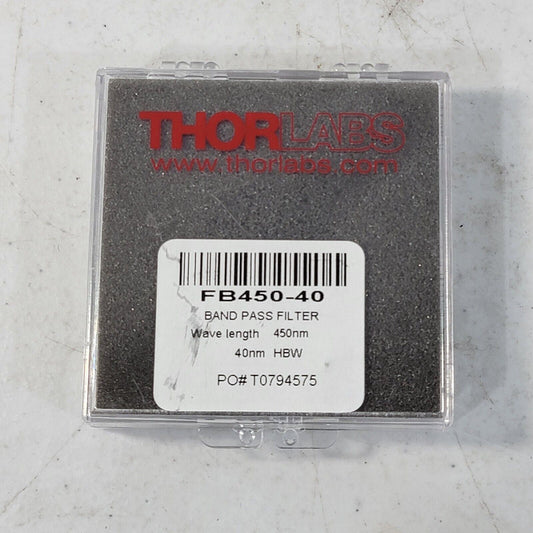 THORLABS
www.thorlabs.com
FB450-40
BAND PASS FILTER
Wave length 450nm
40nm HBW
PO# T0794575